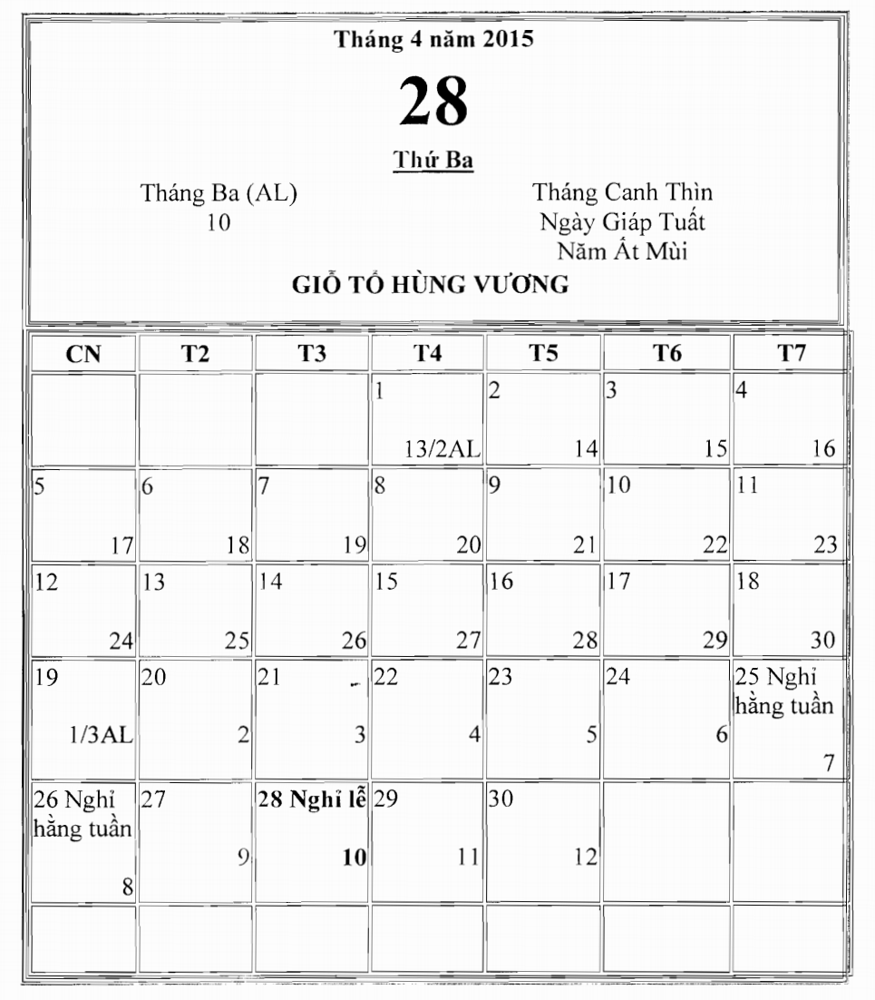 Tháng 4 năm 2015
28
Thứ Ba
Tháng Ba (AL) Tháng Canh Thìn
10 Ngày Giáp Tuất
Năm Ất Mùi
GIỖ TỔ HÙNG VƯƠNG
CN T2 T3 T4 T5 T6 T7
1 2 3 4
13/2AL 14 15 16
5 6 7 8 9 10 11
17 18 19 20 21 22 23
12 13 14 15 16 17 18
24 25 26 27 28 29 30
19 20 21 22 23 24 25 Nghỉ
hằng tuần
1/3AL 2 3 4 5 6
7
26 Nghỉ 27 28 Nghỉ lễ 29 30
hằng tuần
9 10 11 12
8